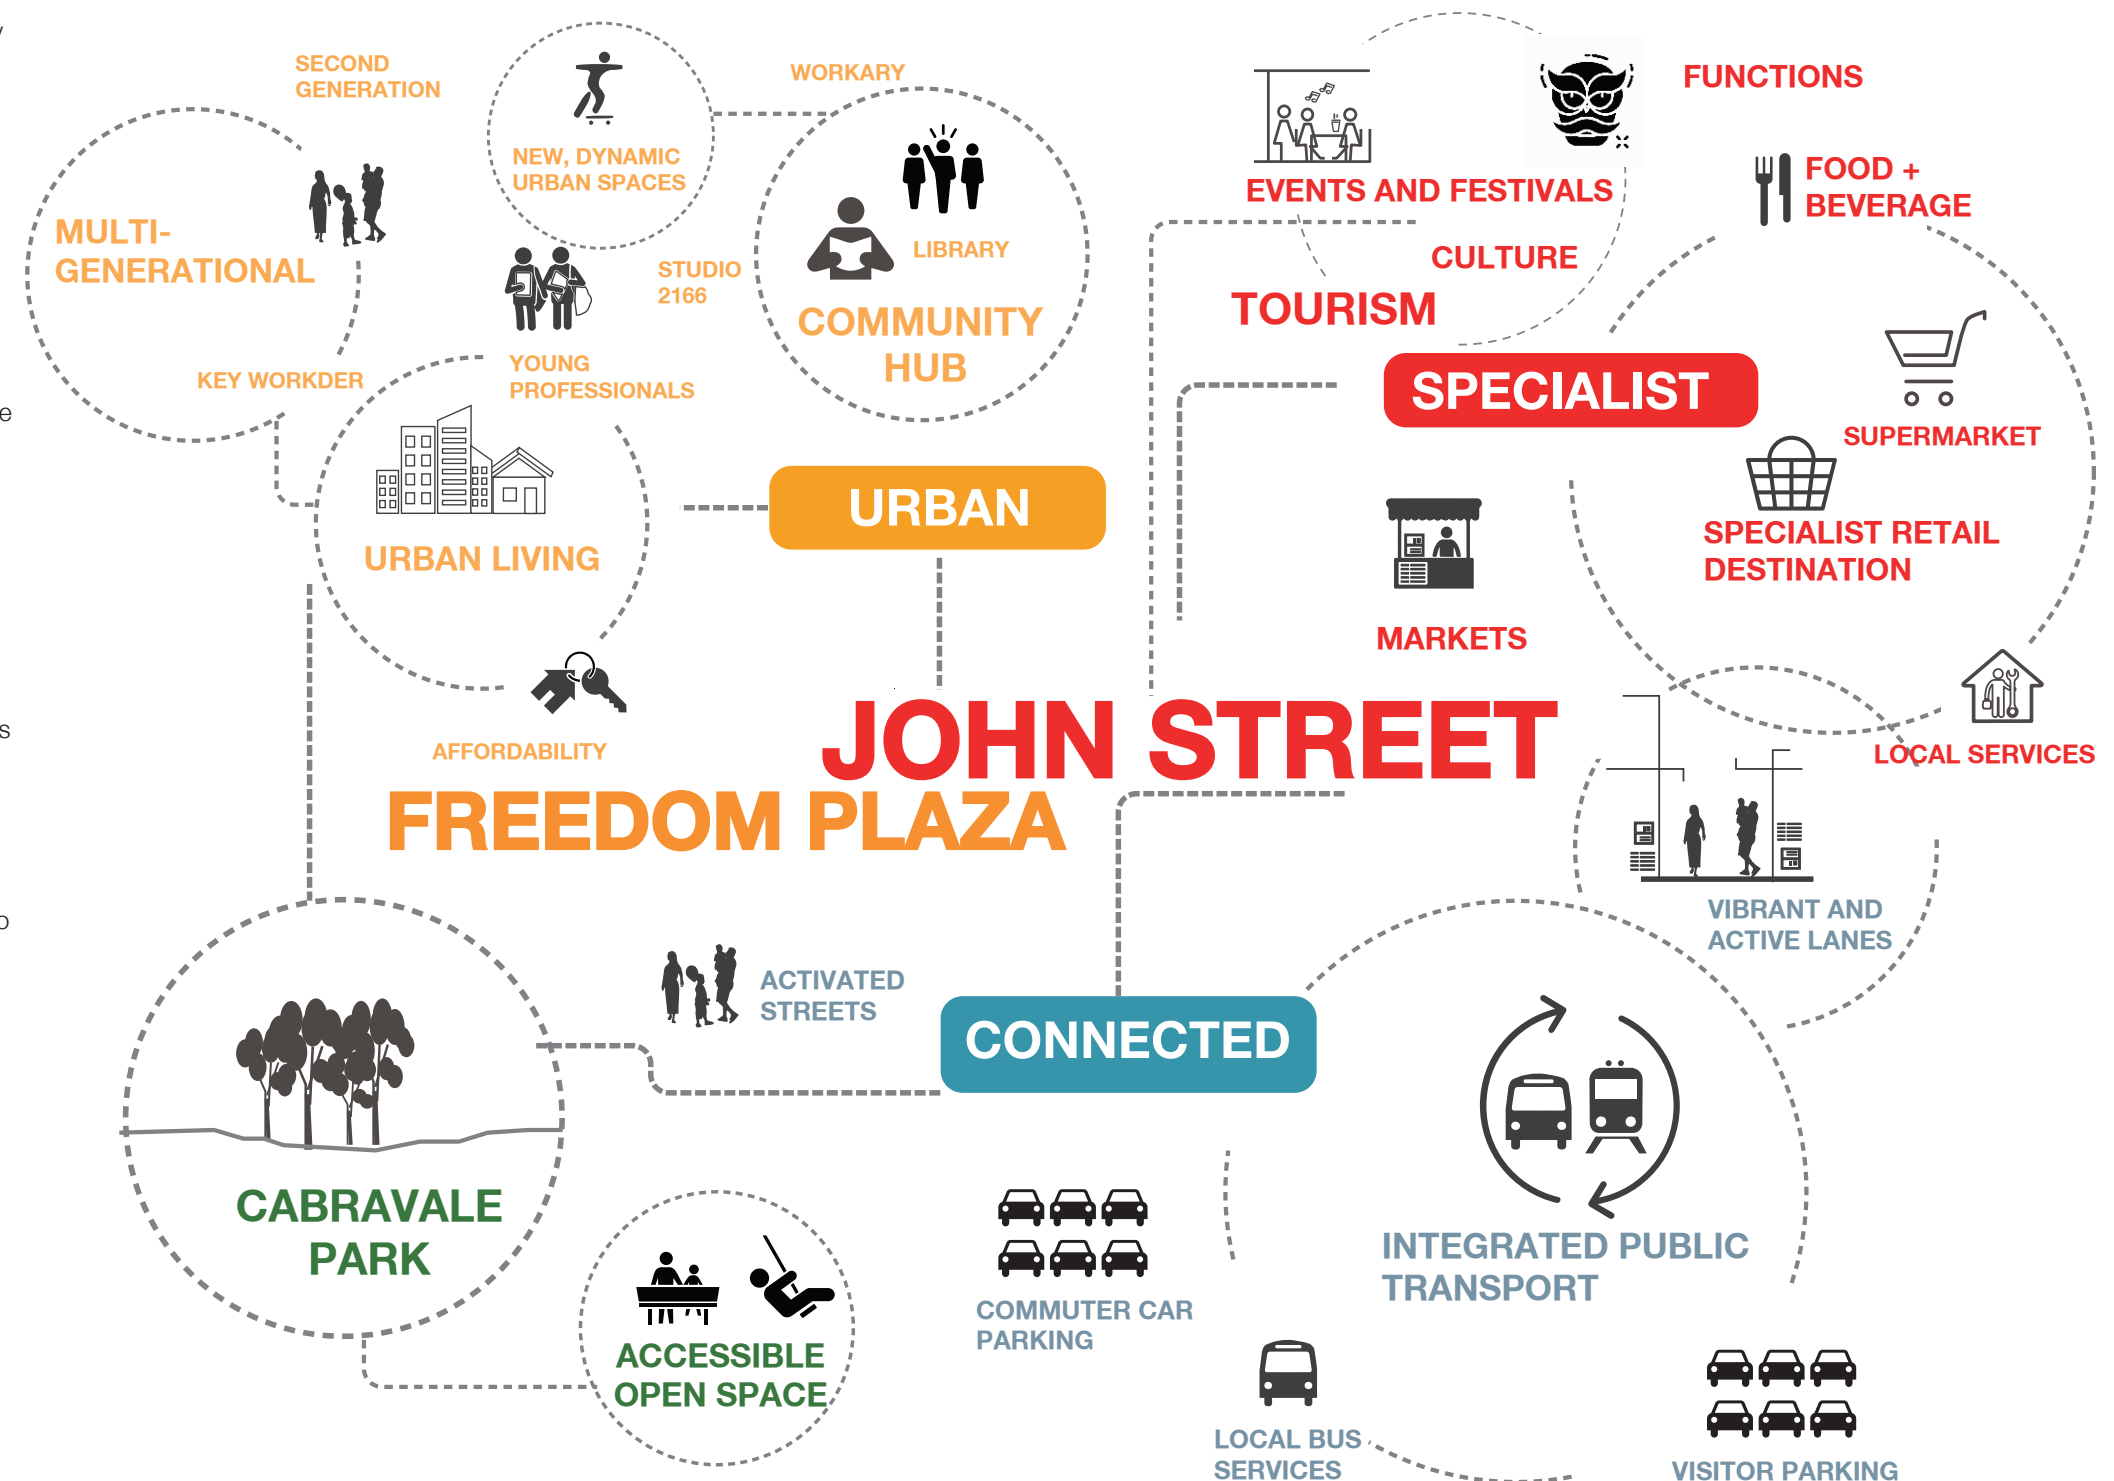 SECOND
GENERATION
WORKARY
NEW, DYNAMIC
URBAN SPACES
MULTI-
GENERATIONAL
LIBRARY
STUDIO
2166
COMMUNITY
HUB
KEY WORKDER
YOUNG
PROFESSIONALS
URBAN LIVING
URBAN
AFFORDABILITY
FUNCTIONS
EVENTS AND FESTIVALS
FOOD +
BEVERAGE
CULTURE
TOURISM
SPECIALIST
SUPERMARKET
SPECIALIST RETAIL
DESTINATION
MARKETS
LOCAL SERVICES
JOHN STREET
FREEDOM PLAZA
VIBRANT AND
ACTIVE LANES
ACTIVATED
STREETS
CONNECTED
CABRAVALE
PARK
ACCESSIBLE
OPEN SPACE
COMMUTER CAR
PARKING
INTEGRATED PUBLIC
TRANSPORT
LOCAL BUS
SERVICES
VISITOR PARKING